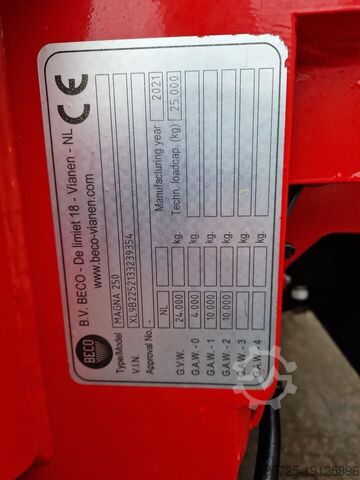 BECO
B.V. BECO - De limiet 18 - Vianen - NL
www.beco-vianen.com
CE
Type/Model MAGNA 250
V.I.N. XL9B2252133239354
Manufacturing year 2021
Approval No. -
Techn. loadcap. (kg) 25.000
NL
G.V.W. 24.000 kg.
G.A.W. - 0 4.000 kg.
G.A.W. - 1 10.000 kg.
G.A.W. - 2 10.000 kg.
G.A.W. - 3 - kg.
G.A.W. - 4 - kg.